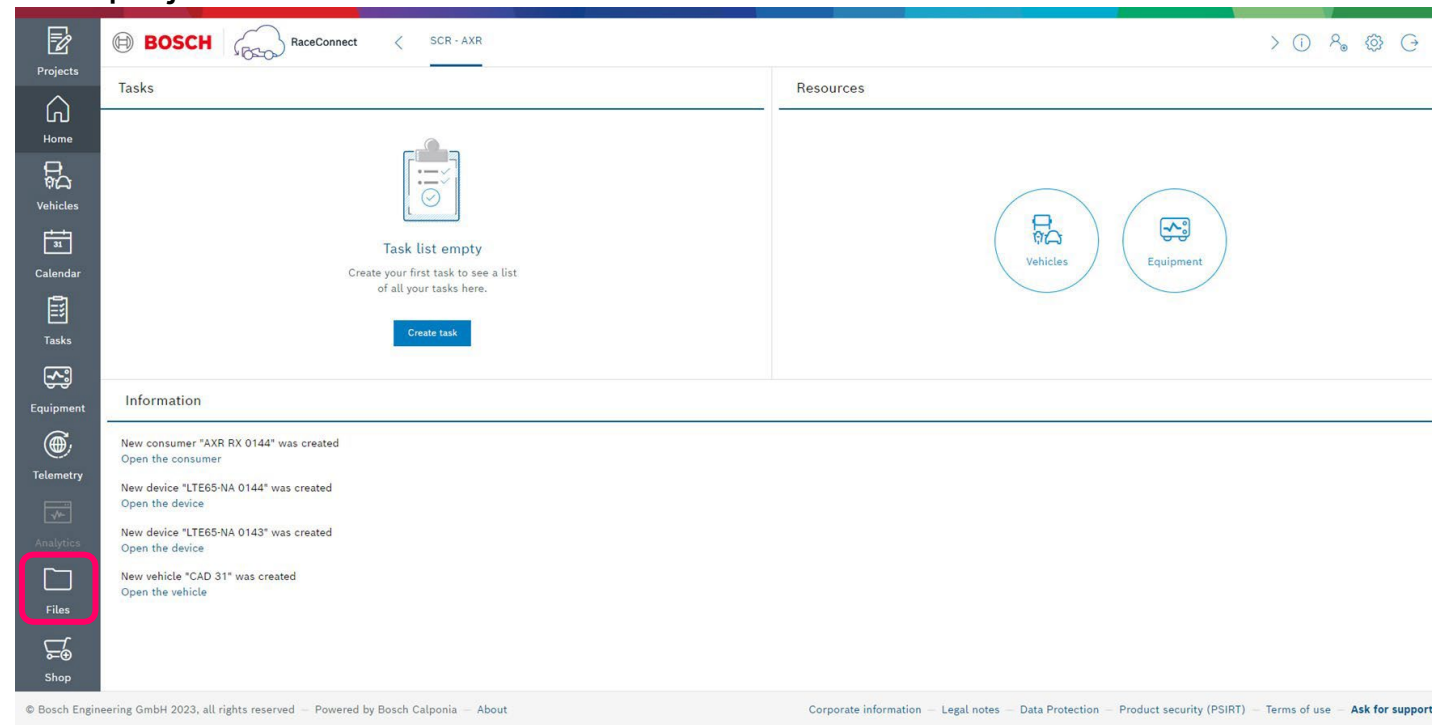 Projects
BOSCH RaceConnect SCR - AXR
Home
Vehicles
31
Calendar
Tasks
Equipment
Telemetry
Analytics
Files
Shop
Tasks
Task list empty
Create your first task to see a list
of all your tasks here.
Create task
Resources
Vehicles
Equipment
Information
New consumer "AXR RX 0144" was created
Open the consumer
New device "LTE65-NA 0144" was created
Open the device
New device "LTE65-NA 0143" was created
Open the device
New vehicle "CAD 31" was created
Open the vehicle
© Bosch Engineering GmbH 2023, all rights reserved – Powered by Bosch Calponia – About
Corporate information – Legal notes – Data Protection – Product security (PSIRT) – Terms of use – Ask for support